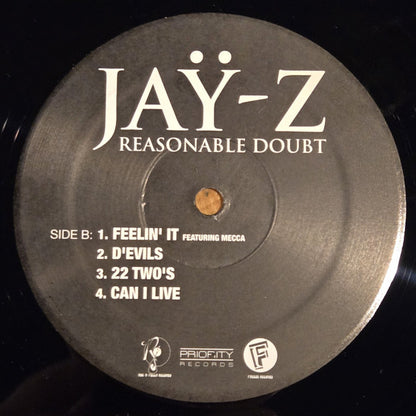 JAŸ-Z
REASONABLE DOUBT
SIDE B: 1. FEELIN' IT FEATURING MECCA
2. D'EVILS
3. 22 TWO'S
4. CAN I LIVE
PRIORITY
RECORDS